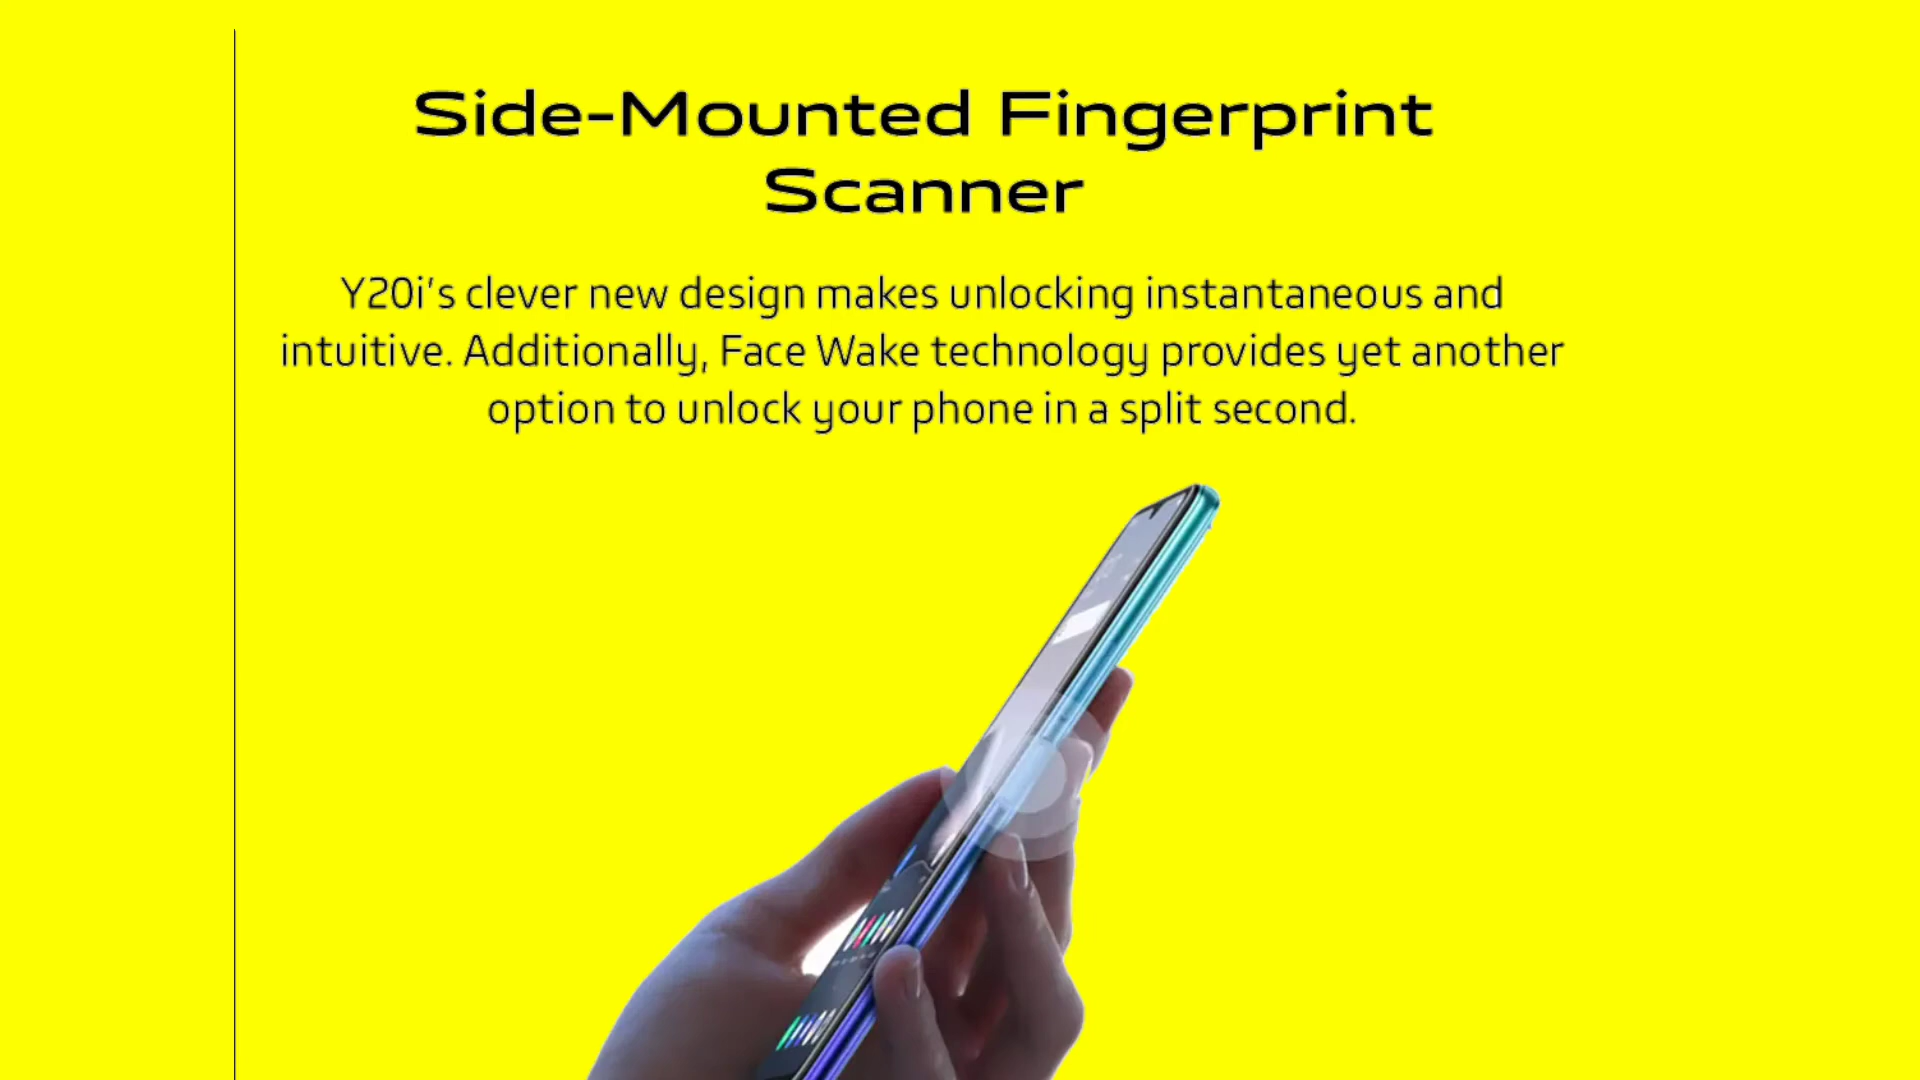 Side-Mounted Fingerprint
Scanner
Y20i’s clever new design makes unlocking instantaneous and
intuitive. Additionally, Face Wake technology provides yet another
option to unlock your phone in a split second.